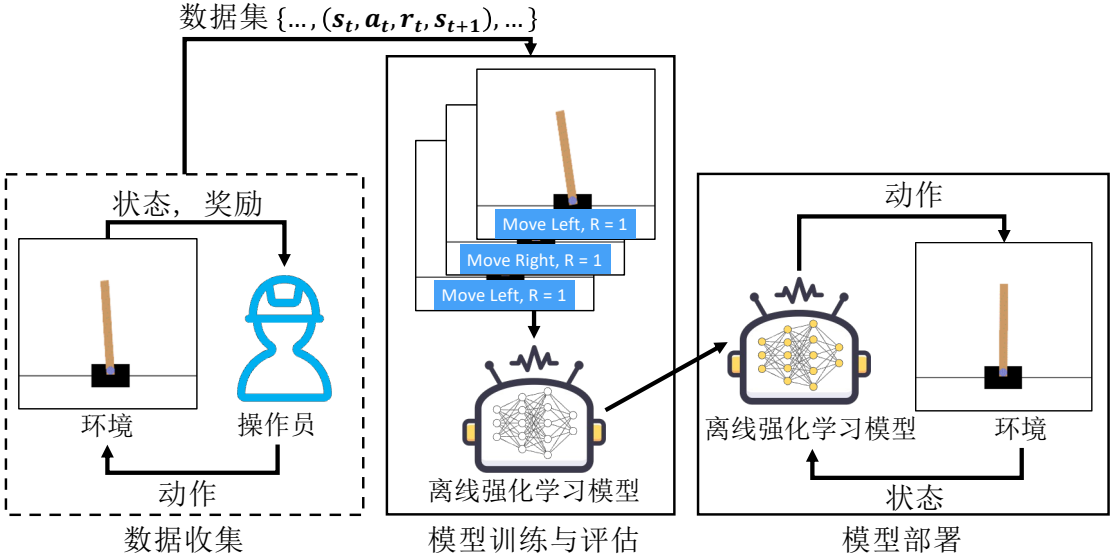 数据集 {…, (s_t, a_t, r_t, s_{t+1}), …}
状态, 奖励
环境
操作员
动作
数据收集
Move Left, R = 1
Move Right, R = 1
Move Left, R = 1
离线强化学习模型
模型训练与评估
动作
离线强化学习模型
环境
状态
模型部署